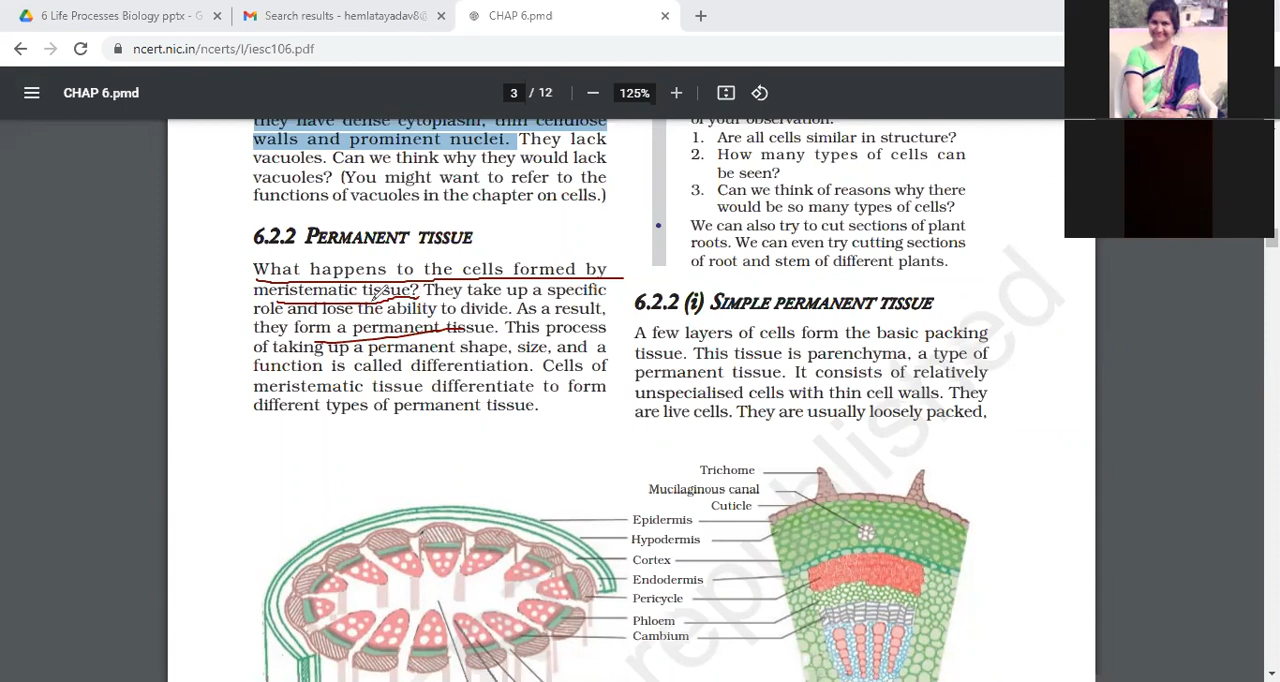 6 Life Processes Biology pptx - G
Search results - hemlatayadav8@
CHAP 6.pmd
ncert.nic.in/ncerts/l/iesc106.pdf
CHAP 6.pmd
3 / 12
125%
they have dense cytoplasm, thin cellulose
walls and prominent nuclei. They lack
vacuoles. Can we think why they would lack
vacuoles? (You might want to refer to the
functions of vacuoles in the chapter on cells.)
6.2.2 PERMANENT TISSUE
What happens to the cells formed by
meristematic tissue? They take up a specific
role and lose the ability to divide. As a result,
they form a permanent tissue. This process
of taking up a permanent shape, size, and a
function is called differentiation. Cells of
meristematic tissue differentiate to form
different types of permanent tissue.
of your observation.
1. Are all cells similar in structure?
2. How many types of cells can
be seen?
3. Can we think of reasons why there
would be so many types of cells?
• We can also try to cut sections of plant
roots. We can even try cutting sections
of root and stem of different plants.
6.2.2 (i) SIMPLE PERMANENT TISSUE
A few layers of cells form the basic packing
tissue. This tissue is parenchyma, a type of
permanent tissue. It consists of relatively
unspecialised cells with thin cell walls. They
are live cells. They are usually loosely packed,
Trichome
Mucilaginous canal
Cuticle
Epidermis
Hypodermis
Cortex
Endodermis
Pericycle
Phloem
Cambium
republished